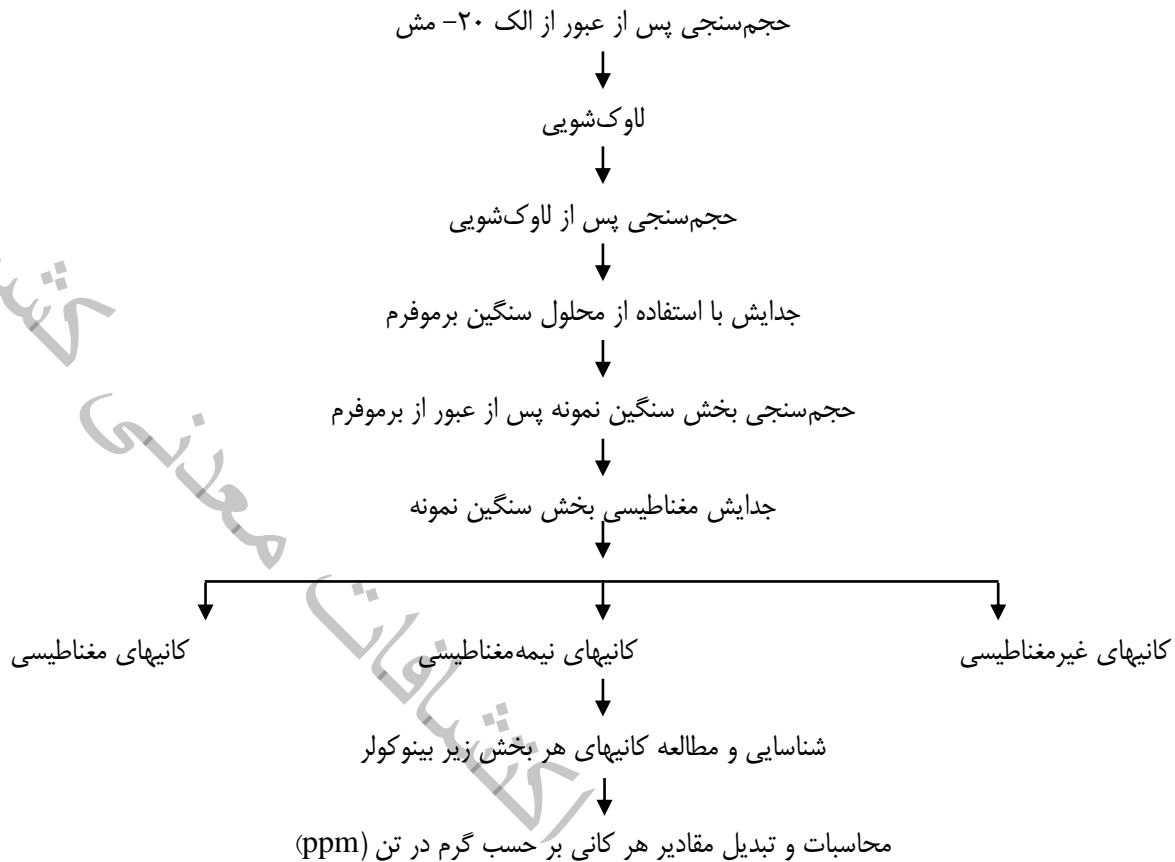 حجم‌سنجی پس از عبور از الک ۲۰- مش
لاوک‌شویی
حجم‌سنجی پس از لاوک‌شویی
جدایش با استفاده از محلول سنگین برموفرم
حجم‌سنجی بخش سنگین نمونه پس از عبور از برموفرم
جدایش مغناطیسی بخش سنگین نمونه
کانیهای غیرمغناطیسی
کانیهای نیمه‌مغناطیسی
کانیهای مغناطیسی
شناسایی و مطالعه کانیهای هر بخش زیر بینوکولر
محاسبات و تبدیل مقادیر هر کانی بر حسب گرم در تن (ppm)
اکتشافات معدنی